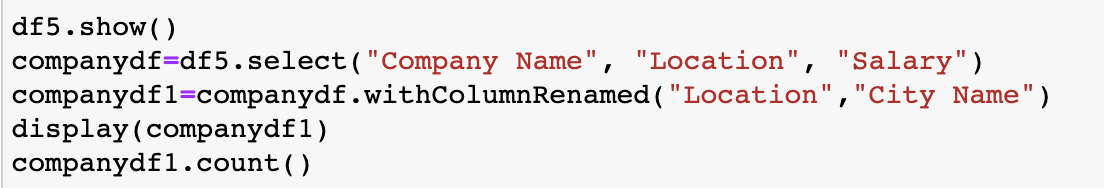 df5.show()
companydf=df5.select("Company Name", "Location", "Salary")
companydf1=companydf.withColumnRenamed("Location","City Name")
display(companydf1)
companydf1.count()